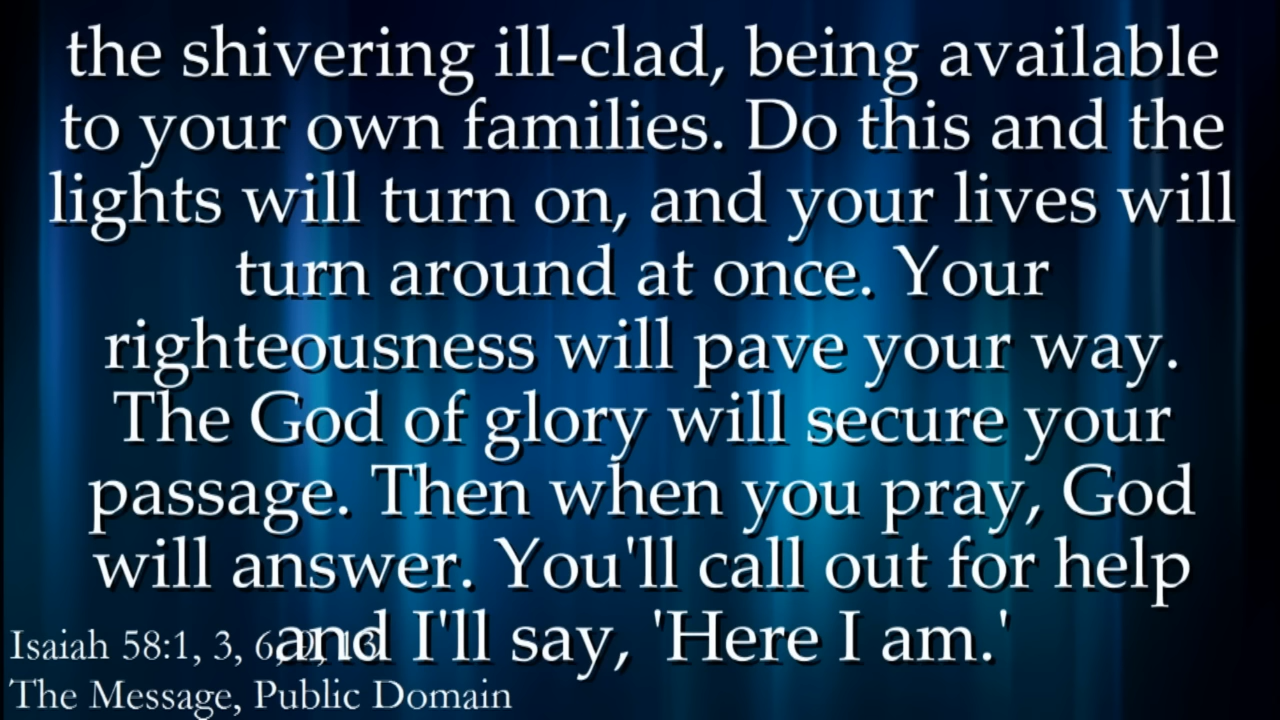 the shivering ill-clad, being available
to your own families. Do this and the
lights will turn on, and your lives will
turn around at once. Your
righteousness will pave your way.
The God of glory will secure your
passage. Then when you pray, God
will answer. You'll call out for help
and I'll say, 'Here I am.'
Isaiah 58:1, 3, 6, 13
The Message, Public Domain